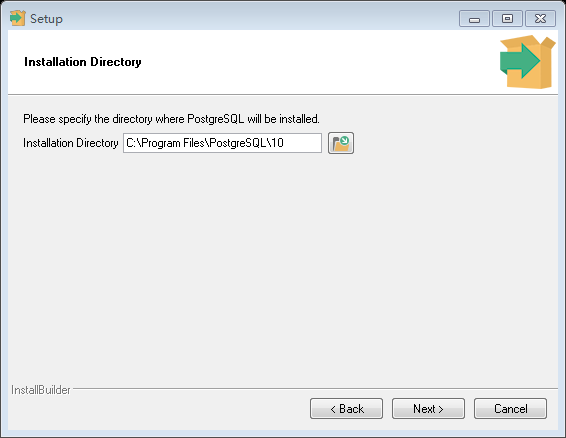 Setup
Installation Directory
Please specify the directory where PostgreSQL will be installed.
Installation Directory C:\Program Files\PostgreSQL\10
InstallBuilder
< Back Next > Cancel